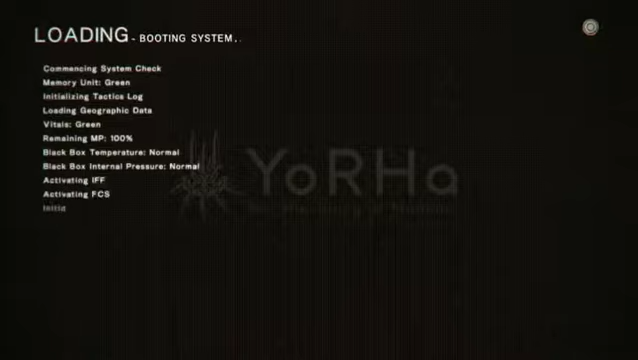 LOADING - BOOTING SYSTEM..
Commencing System Check
Memory Unit: Green
Initializing Tactics Log
Loading Geographic Data
Vitals: Green
Remaining MP: 100%
Black Box Temperature: Normal
Black Box Internal Pressure: Normal
Activating IFF
Activating FCS
Initia
YoRHa